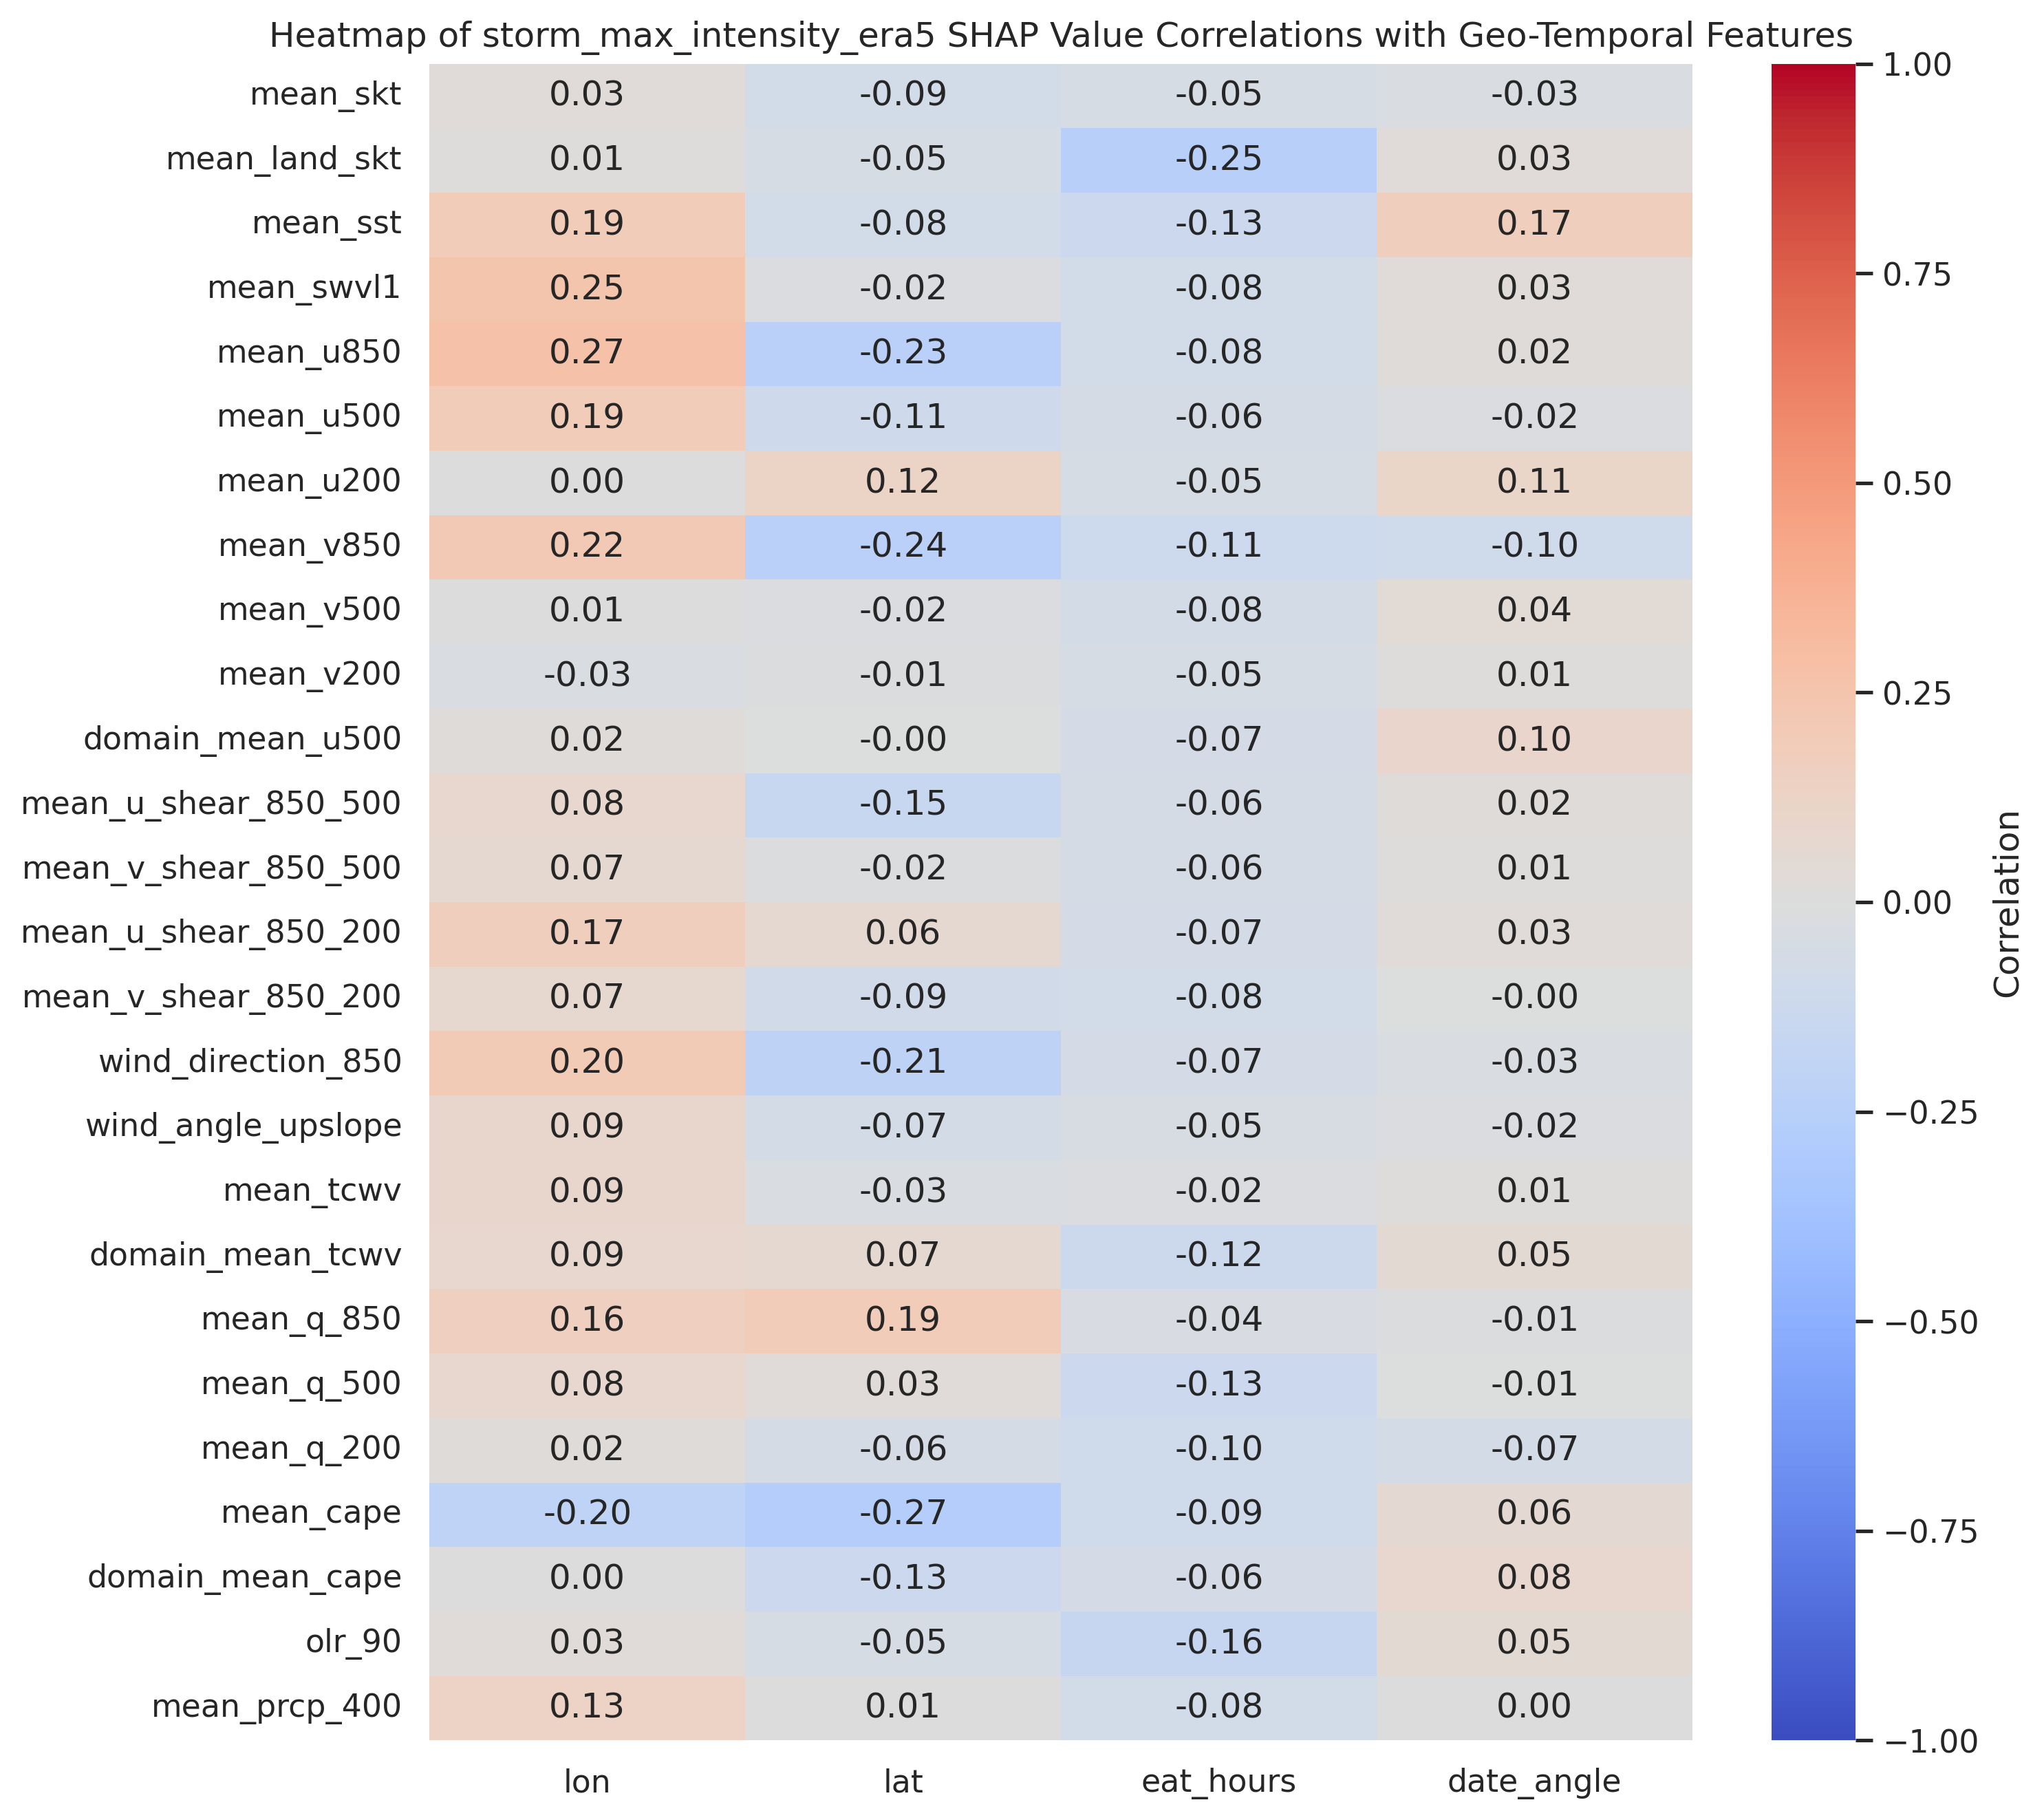 Heatmap of storm_max_intensity_era5 SHAP Value Correlations with Geo-Temporal Features
mean_skt 0.03 -0.09 -0.05 -0.03
mean_land_skt 0.01 -0.05 -0.25 0.03
mean_sst 0.19 -0.08 -0.13 0.17
mean_swvl1 0.25 -0.02 -0.08 0.03
mean_u850 0.27 -0.23 -0.08 0.02
mean_u500 0.19 -0.11 -0.06 -0.02
mean_u200 0.00 0.12 -0.05 0.11
mean_v850 0.22 -0.24 -0.11 -0.10
mean_v500 0.01 -0.02 -0.08 0.04
mean_v200 -0.03 -0.01 -0.05 0.01
domain_mean_u500 0.02 -0.00 -0.07 0.10
mean_u_shear_850_500 0.08 -0.15 -0.06 0.02
mean_v_shear_850_500 0.07 -0.02 -0.06 0.01
mean_u_shear_850_200 0.17 0.06 -0.07 0.03
mean_v_shear_850_200 0.07 -0.09 -0.08 -0.00
wind_direction_850 0.20 -0.21 -0.07 -0.03
wind_angle_upslope 0.09 -0.07 -0.05 -0.02
mean_tcwv 0.09 -0.03 -0.02 0.01
domain_mean_tcwv 0.09 0.07 -0.12 0.05
mean_q_850 0.16 0.19 -0.04 -0.01
mean_q_500 0.08 0.03 -0.13 -0.01
mean_q_200 0.02 -0.06 -0.10 -0.07
mean_cape -0.20 -0.27 -0.09 0.06
domain_mean_cape 0.00 -0.13 -0.06 0.08
olr_90 0.03 -0.05 -0.16 0.05
mean_prcp_400 0.13 0.01 -0.08 0.00
lon lat eat_hours date_angle
1.00
0.75
0.50
0.25
0.00
−0.25
−0.50
−0.75
−1.00
Correlation